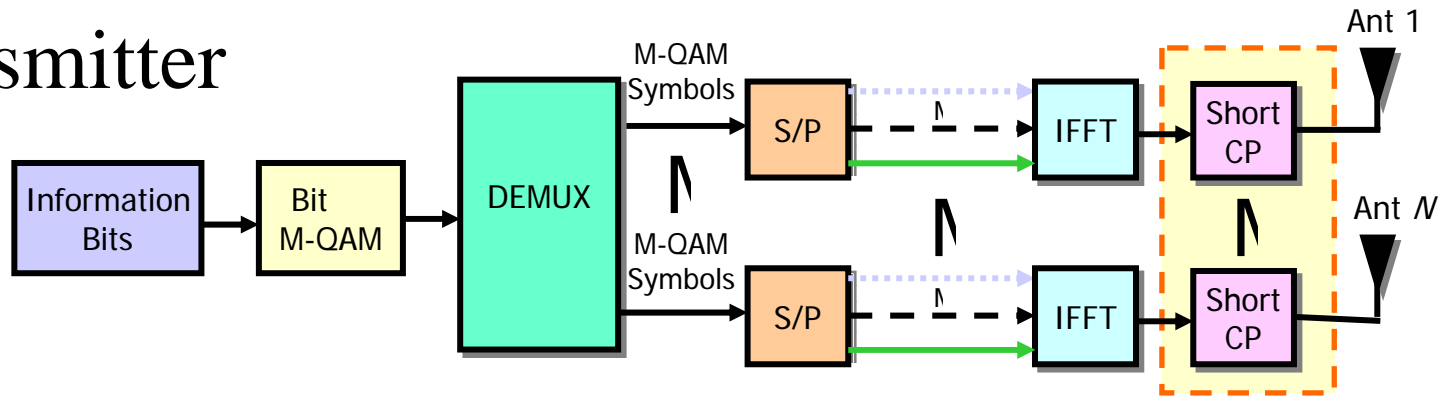 smitter
Ant 1
M-QAM
Symbols
S/P
IFFT
Short
CP
Information
Bits
Bit
M-QAM
DEMUX
Ant N
M-QAM
Symbols
S/P
IFFT
Short
CP